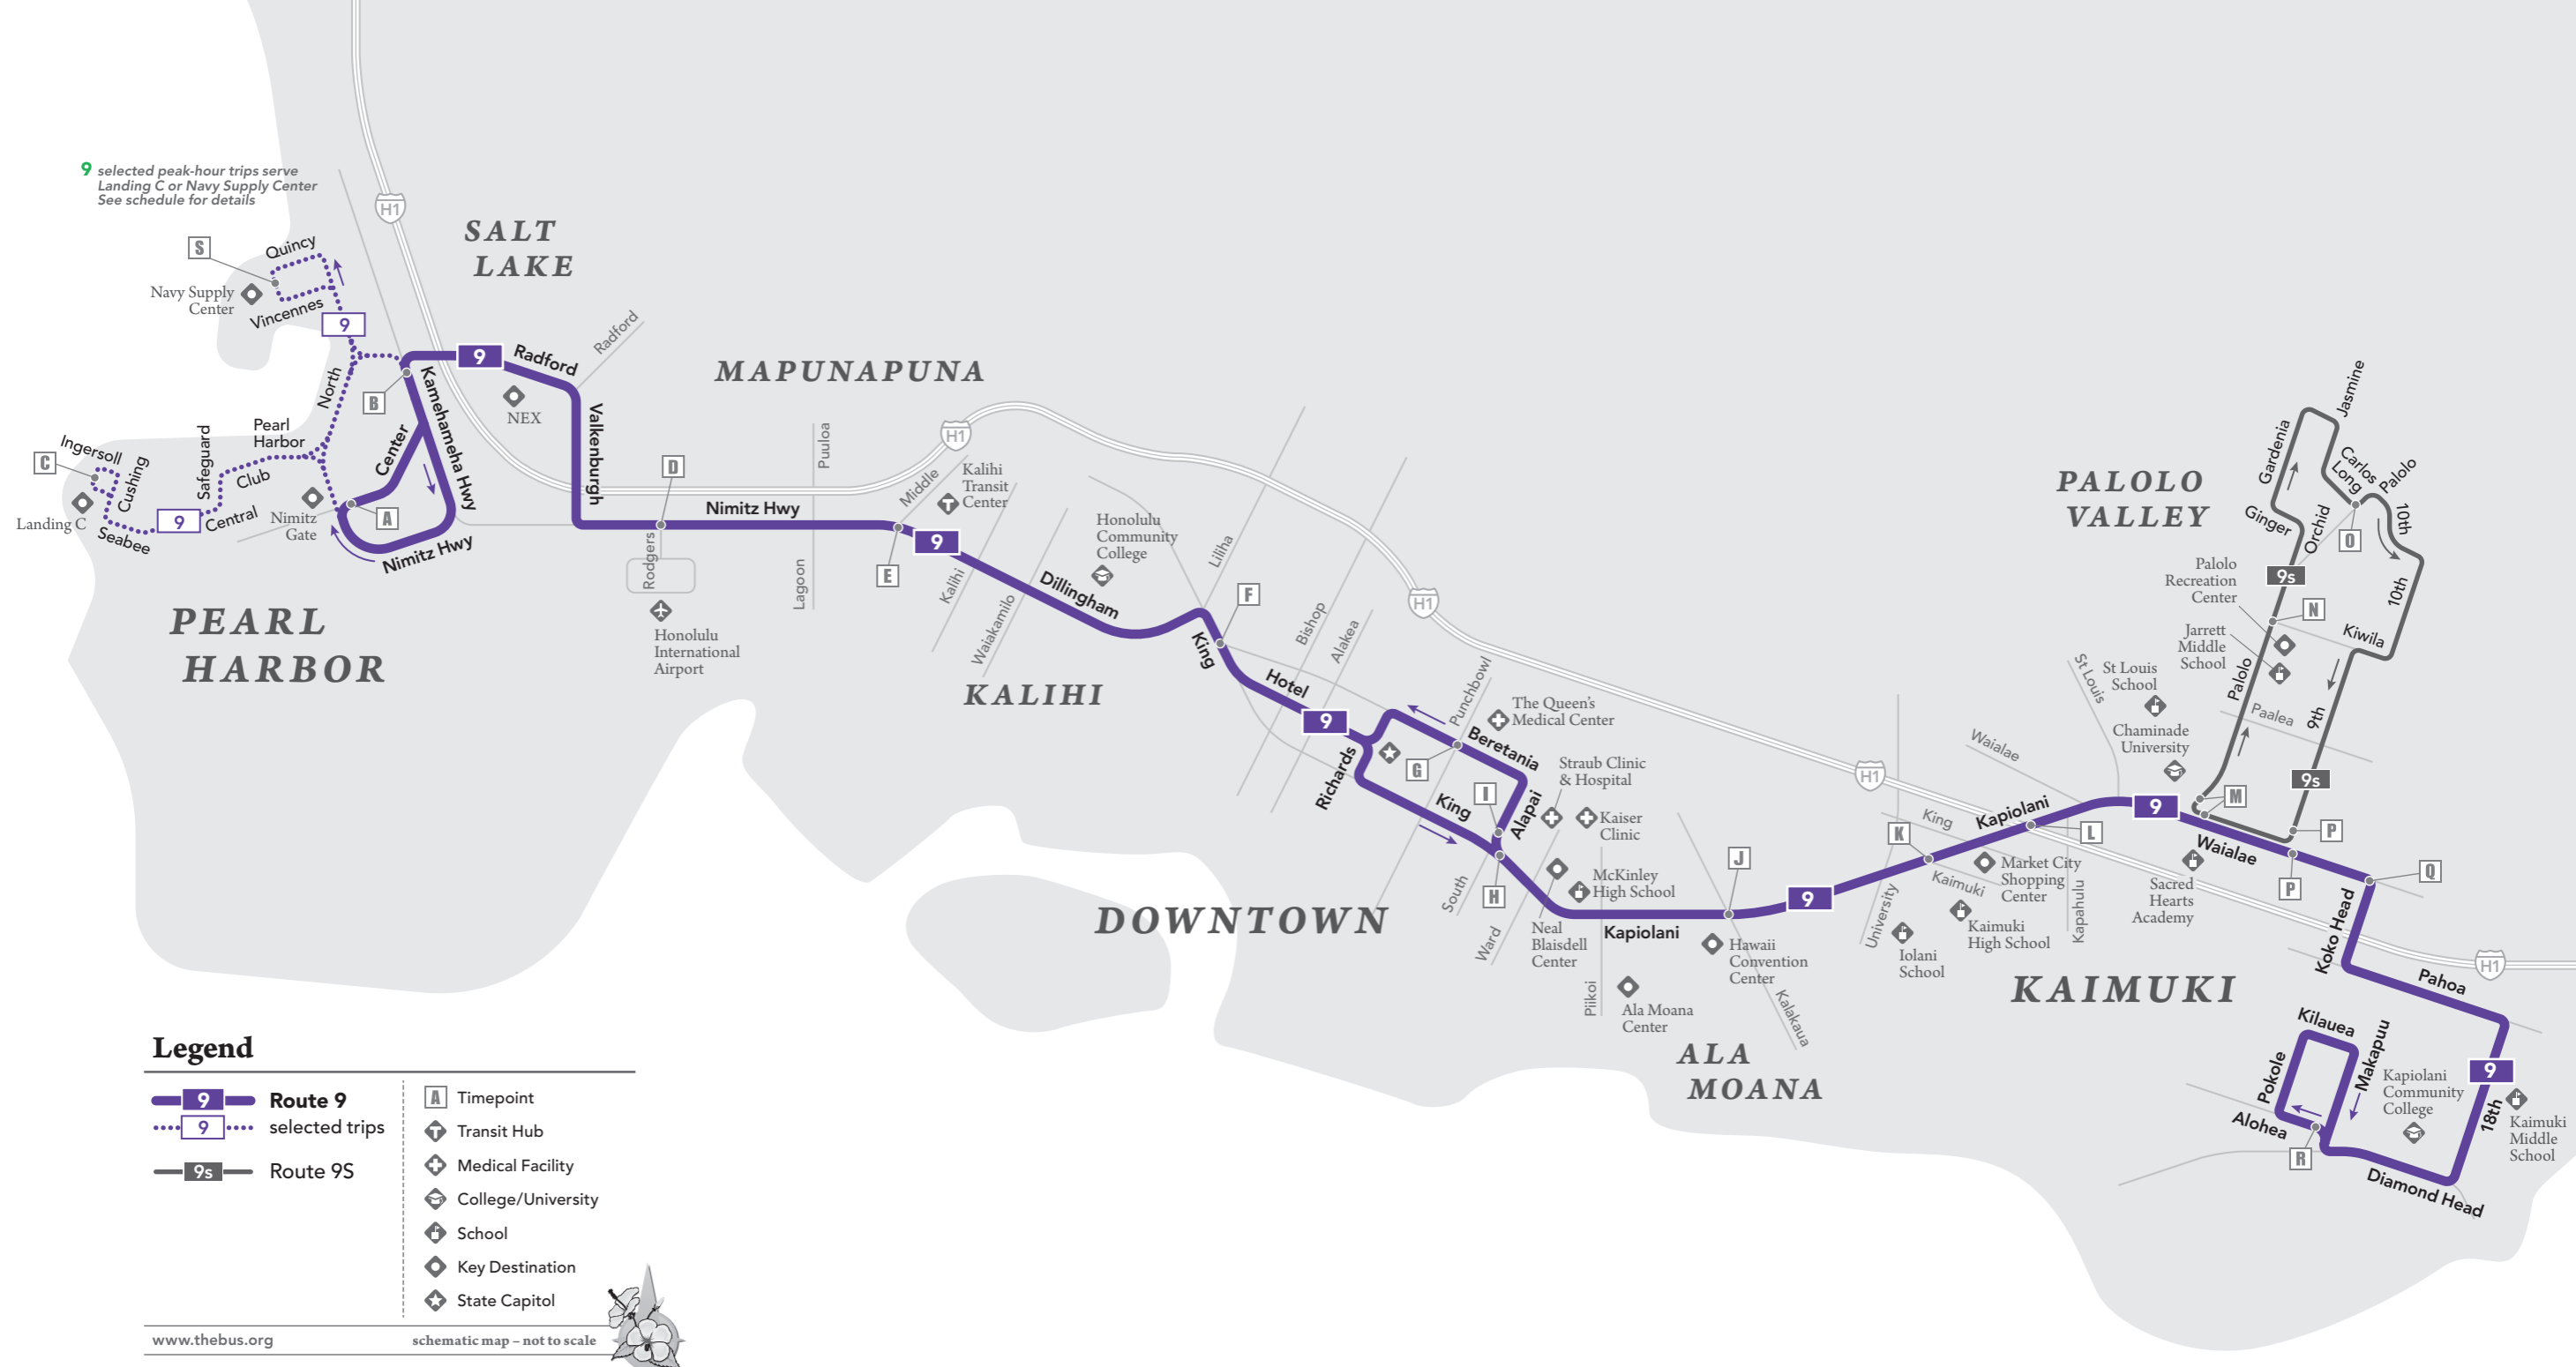 9 selected peak-hour trips serve
Landing C or Navy Supply Center
See schedule for details
H1
SALT
LAKE
S
Quincy
Navy Supply
Center
Vincennes
9
9
Radford
Radford
MAPUNAPUNA
NEX
North
B
Kamehameha Hwy
Center
Valkenburgh
Pearl
Harbor
Safeguard
Club
Ingersoll
C
Cushing
Landing C
Seabee
9
Central
Nimitz
Gate
A
Nimitz Hwy
PEARL
HARBOR
D
Puuloa
Nimitz Hwy
Rodgers
Lagoon
Honolulu
International
Airport
H1
Middle
Kalihi
Transit
Center
E
9
Kalihi
Waiakamilo
Honolulu
Community
College
Dillingham
KALIHI
Liliha
F
King
Hotel
Bishop
Alakea
9
H1
Punchbowl
The Queen's
Medical Center
Beretania
G
Richards
Straub Clinic
& Hospital
I
King
Alapai
Kaiser
Clinic
McKinley
High School
South
H
DOWNTOWN
Ward
Neal
Blaisdell
Center
Kapiolani
Piikoi
Ala Moana
Center
J
9
Hawaii
Convention
Center
Kalakaua
ALA
MOANA
H1
K
King
University
Iolani
School
Kaimuki
Kaimuki
High School
Market City
Shopping
Center
Kapiolani
L
Kapahulu
Waialae
St Louis
St Louis
School
Chaminade
University
9
KAIMUKI
PALOLO
VALLEY
Jasmine
Gardenia
Carlos
Long
Palolo
Ginger
Orchid
O
10th
10th
9s
Palolo
Recreation
Center
N
Jarrett
Middle
School
Kiwila
Palolo
Paalea
9th
9s
M
P
Waialae
Sacred
Hearts
Academy
P
Q
Koko Head
H1
Pahoa
Kilauea
Makapuu
Pokole
Kapiolani
Community
College
9
18th
Kaimuki
Middle
School
Alohea
R
Diamond Head
Legend
9 Route 9
9 selected trips
9s Route 9S
A Timepoint
Transit Hub
Medical Facility
College/University
School
Key Destination
State Capitol
www.thebus.org
schematic map – not to scale